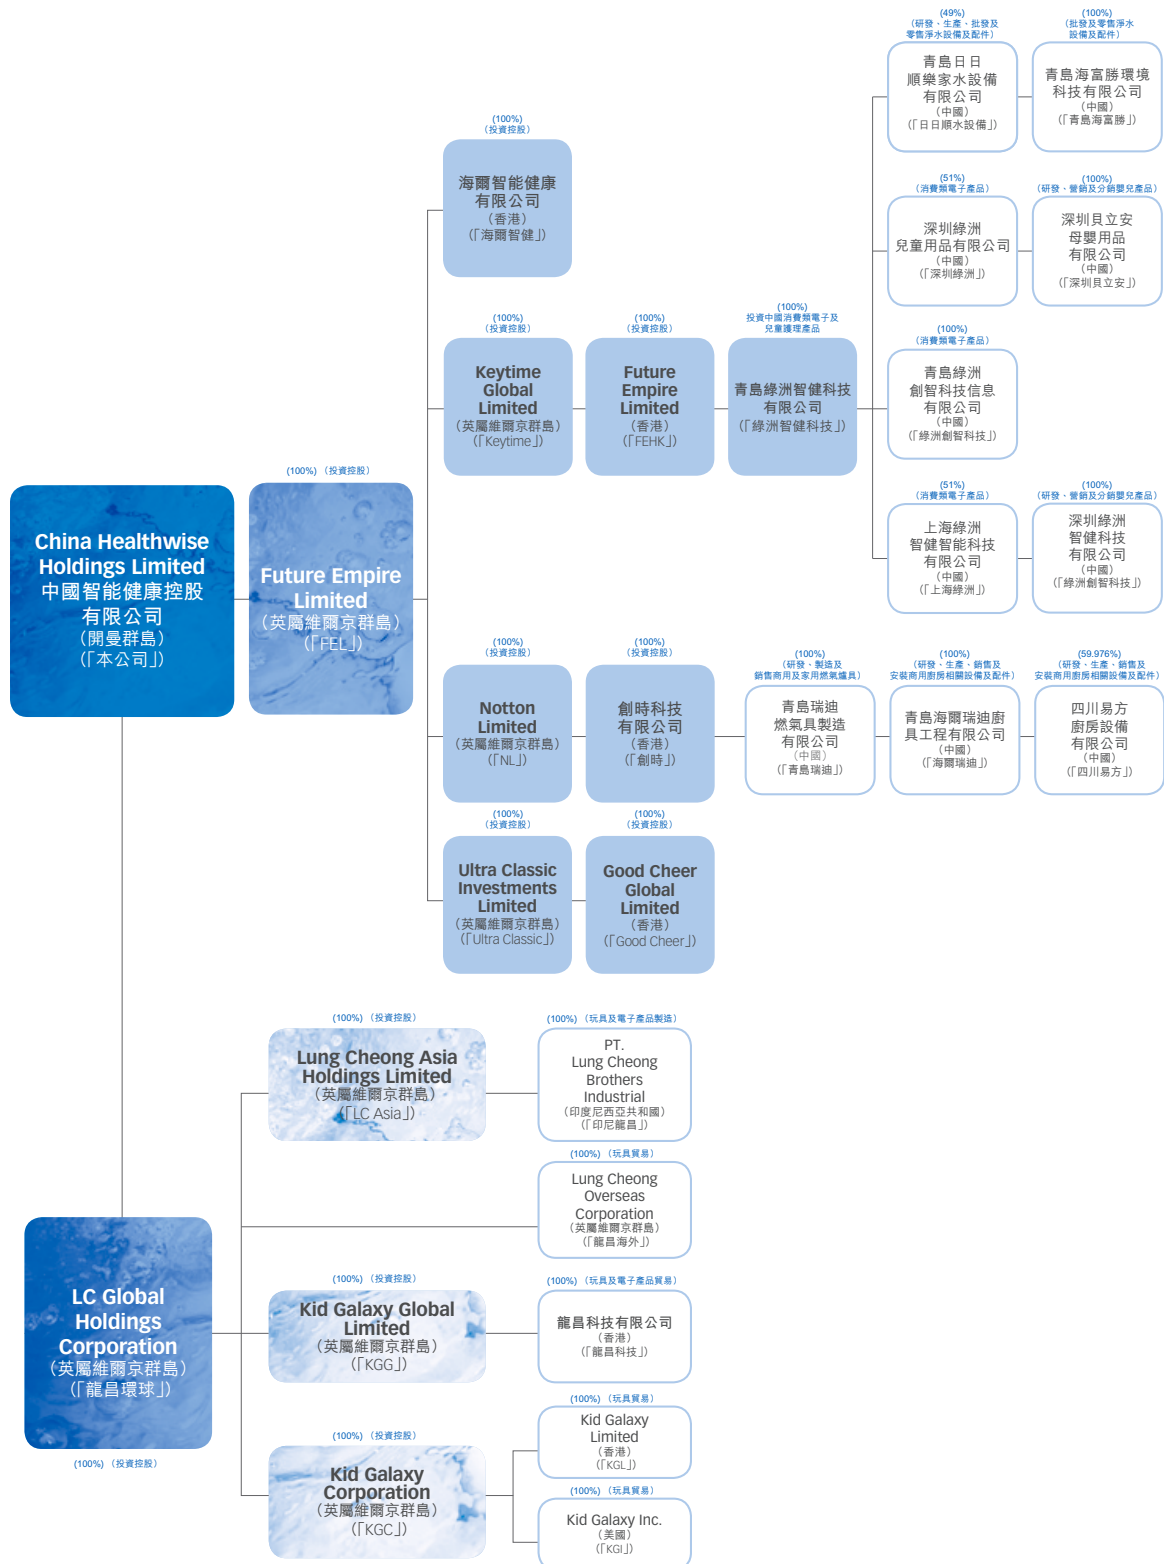 China Healthwise
Holdings Limited
中國智能健康控股
有限公司
（開曼群島）
（「本公司」）
(100%) （投資控股）
Future Empire
Limited
（英屬維爾京群島）
（「FEL」）
(100%)
（投資控股）
海爾智能健康
有限公司
（香港）
（「海爾智健」）
(100%)
（投資控股）
Keytime
Global
Limited
（英屬維爾京群島）
（「Keytime」）
(100%)
（投資控股）
Future
Empire
Limited
（香港）
（「FEHK」）
(100%)
投資中國消費類電子及
兒童護理產品
青島綠洲智健科技
有限公司
（「綠洲智健科技」）
(49%)
（研發、生產、批發及
零售淨水設備及配件）
青島日日
順樂家水設備
有限公司
（中國）
（「日日順水設備」）
(100%)
（批發及零售淨水
設備及配件）
青島海富勝環境
科技有限公司
（中國）
（「青島海富勝」）
(51%)
（消費類電子產品）
深圳綠洲
兒童用品有限公司
（中國）
（「深圳綠洲」）
(100%)
（研發、營銷及分銷嬰兒產品）
深圳貝立安
母嬰用品
有限公司
（中國）
（「深圳貝立安」）
(100%)
（消費類電子產品）
青島綠洲
創智科技信息
有限公司
（中國）
（「綠洲創智科技」）
(51%)
（消費類電子產品）
上海綠洲
智健智能科技
有限公司
（中國）
（「上海綠洲」）
(100%)
（研發、營銷及分銷嬰兒產品）
深圳綠洲
智健科技
有限公司
（中國）
（「綠洲創智科技」）
(100%)
（投資控股）
Notton
Limited
（英屬維爾京群島）
（「NL」）
(100%)
（投資控股）
創時科技
有限公司
（香港）
（「創時」）
(100%)
（研發、製造及
銷售商用及家用燃氣爐具）
青島瑞迪
燃氣具製造
有限公司
（中國）
（「青島瑞迪」）
(100%)
（研發、生產、銷售及
安裝商用廚房相關設備及配件）
青島海爾瑞迪廚
具工程有限公司
（中國）
（「海爾瑞迪」）
(59.976%)
（研發、生產、銷售及
安裝商用廚房相關設備及配件）
四川易方
廚房設備
有限公司
（中國）
（「四川易方」）
(100%)
（投資控股）
Ultra Classic
Investments
Limited
（英屬維爾京群島）
（「Ultra Classic」）
(100%)
（投資控股）
Good Cheer
Global
Limited
（香港）
（「Good Cheer」）
LC Global
Holdings
Corporation
（英屬維爾京群島）
（「龍昌環球」）
(100%) （投資控股）
(100%) （投資控股）
Lung Cheong Asia
Holdings Limited
（英屬維爾京群島）
（「LC Asia」）
(100%) （玩具及電子產品製造）
PT.
Lung Cheong
Brothers
Industrial
（印度尼西亞共和國）
（「印尼龍昌」）
(100%) （玩具貿易）
Lung Cheong
Overseas
Corporation
（英屬維爾京群島）
（「龍昌海外」）
(100%) （投資控股）
Kid Galaxy Global
Limited
（英屬維爾京群島）
（「KGG」）
(100%) （玩具及電子產品貿易）
龍昌科技有限公司
（香港）
（「龍昌科技」）
(100%) （投資控股）
Kid Galaxy
Corporation
（英屬維爾京群島）
（「KGC」）
(100%) （玩具貿易）
Kid Galaxy
Limited
（香港）
（「KGL」）
(100%) （玩具貿易）
Kid Galaxy Inc.
（美國）
（「KGI」）